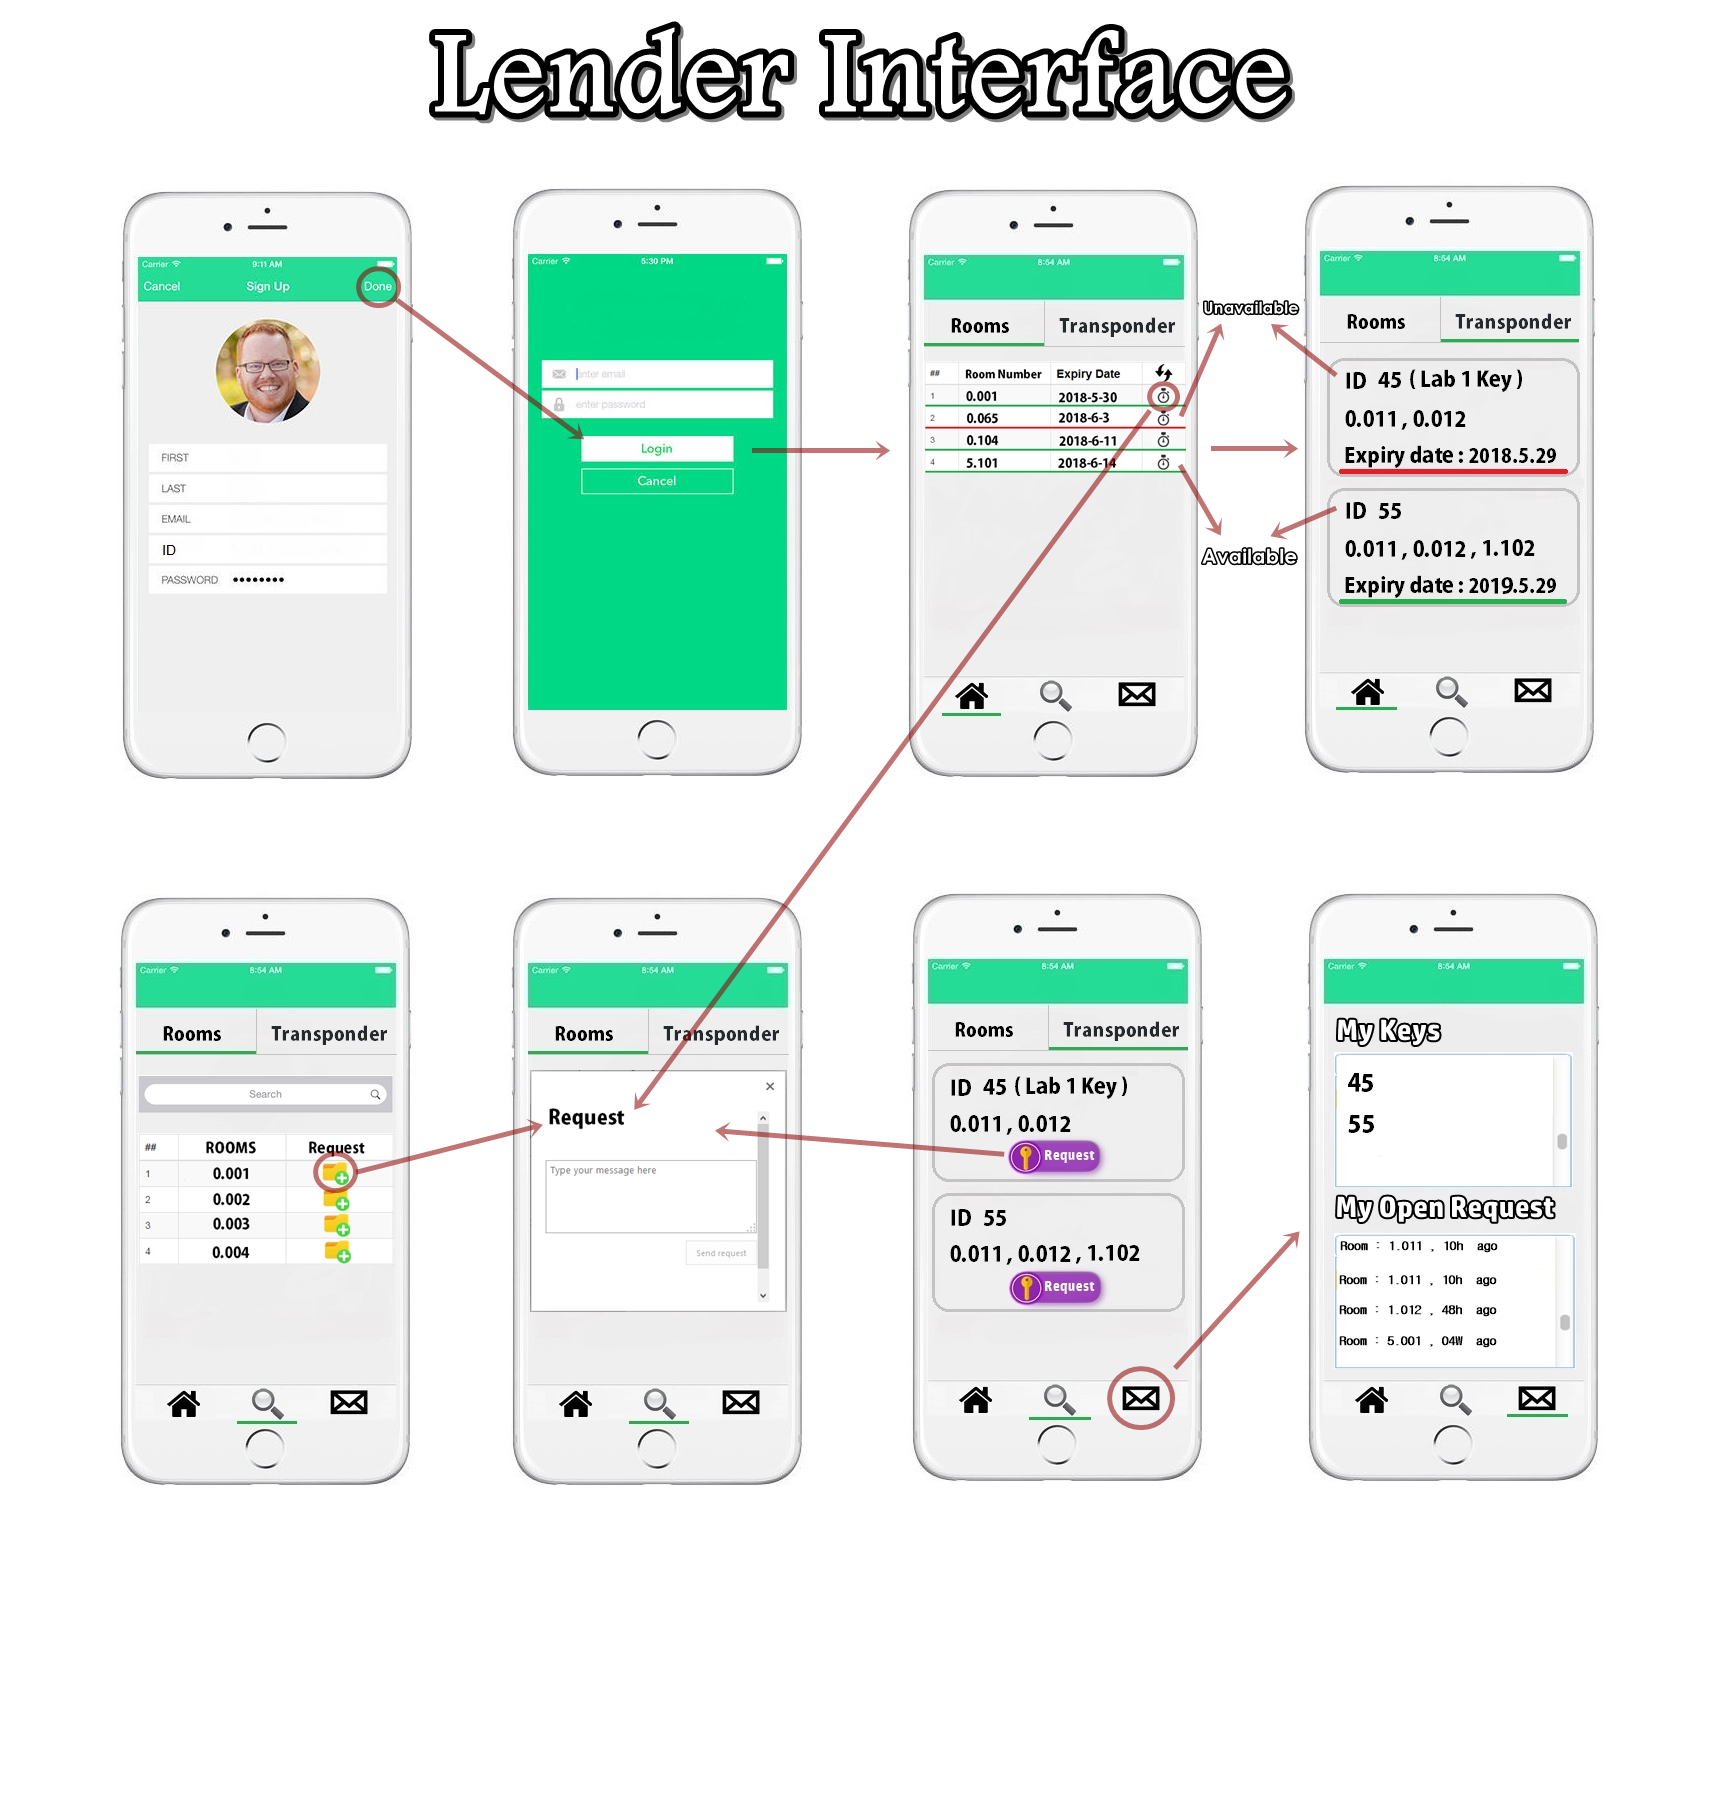 Lender Interface
Carrier 9:11 AM
Cancel Sign Up Done
FIRST
LAST
EMAIL
ID
PASSWORD ••••••••
Carrier 5:30 PM
enter email
enter password
Login
Cancel
Carrier 8:54 AM
Rooms Transponder
## Room Number Expiry Date
1 0.001 2018-5-30
2 0.065 2018-6-3
3 0.104 2018-6-11
4 5.101 2018-6-14
Unavailable
Available
Carrier 8:54 AM
Rooms Transponder
ID 45 ( Lab 1 Key )
0.011 , 0.012
Expiry date : 2018.5.29
ID 55
0.011 , 0.012 , 1.102
Expiry date : 2019.5.29
Carrier 8:54 AM
Rooms Transponder
Search
## ROOMS Request
1 0.001
2 0.002
3 0.003
4 0.004
Carrier 8:54 AM
Rooms Transponder
×
Request
Type your message here
Send request
Carrier 8:54 AM
Rooms Transponder
ID 45 ( Lab 1 Key )
0.011 , 0.012
Request
ID 55
0.011 , 0.012 , 1.102
Request
Carrier 8:54 AM
My Keys
45
55
My Open Request
Room : 1.011 , 10h ago
Room : 1.011 , 10h ago
Room : 1.012 , 48h ago
Room : 5.001 , 04W ago